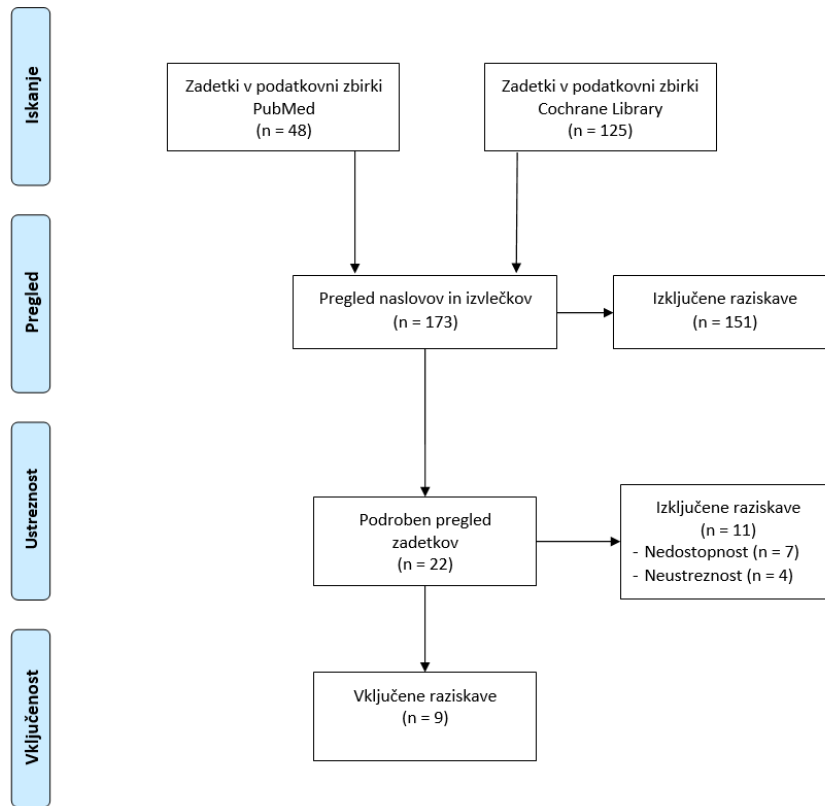 Iskanje
Zadetki v podatkovni zbirki
PubMed
(n = 48)
Zadetki v podatkovni zbirki
Cochrane Library
(n = 125)
Pregled
Pregled naslovov in izvlečkov
(n = 173)
Izključene raziskave
(n = 151)
Ustreznost
Podroben pregled
zadetkov
(n = 22)
Izključene raziskave
(n = 11)
- Nedostopnost (n = 7)
- Neustreznost (n = 4)
Vključenost
Vključene raziskave
(n = 9)